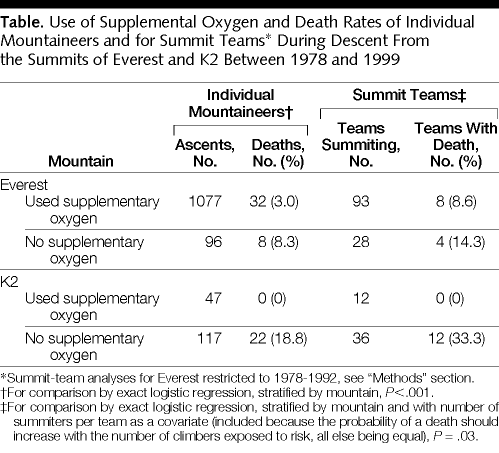 Table. Use of Supplemental Oxygen and Death Rates of Individual
Mountaineers and for Summit Teams* During Descent From
the Summits of Everest and K2 Between 1978 and 1999
Individual Mountaineers† Summit Teams‡
Mountain Ascents, No. Deaths, No. (%) Teams Summiting, No. Teams With Death, No. (%)
Everest
Used supplementary oxygen 1077 32 (3.0) 93 8 (8.6)
No supplementary oxygen 96 8 (8.3) 28 4 (14.3)
K2
Used supplementary oxygen 47 0 (0) 12 0 (0)
No supplementary oxygen 117 22 (18.8) 36 12 (33.3)
*Summit-team analyses for Everest restricted to 1978-1992, see “Methods” section.
†For comparison by exact logistic regression, stratified by mountain, P<.001.
‡For comparison by exact logistic regression, stratified by mountain and with number of
summiters per team as a covariate (included because the probability of a death should
increase with the number of climbers exposed to risk, all else being equal), P = .03.